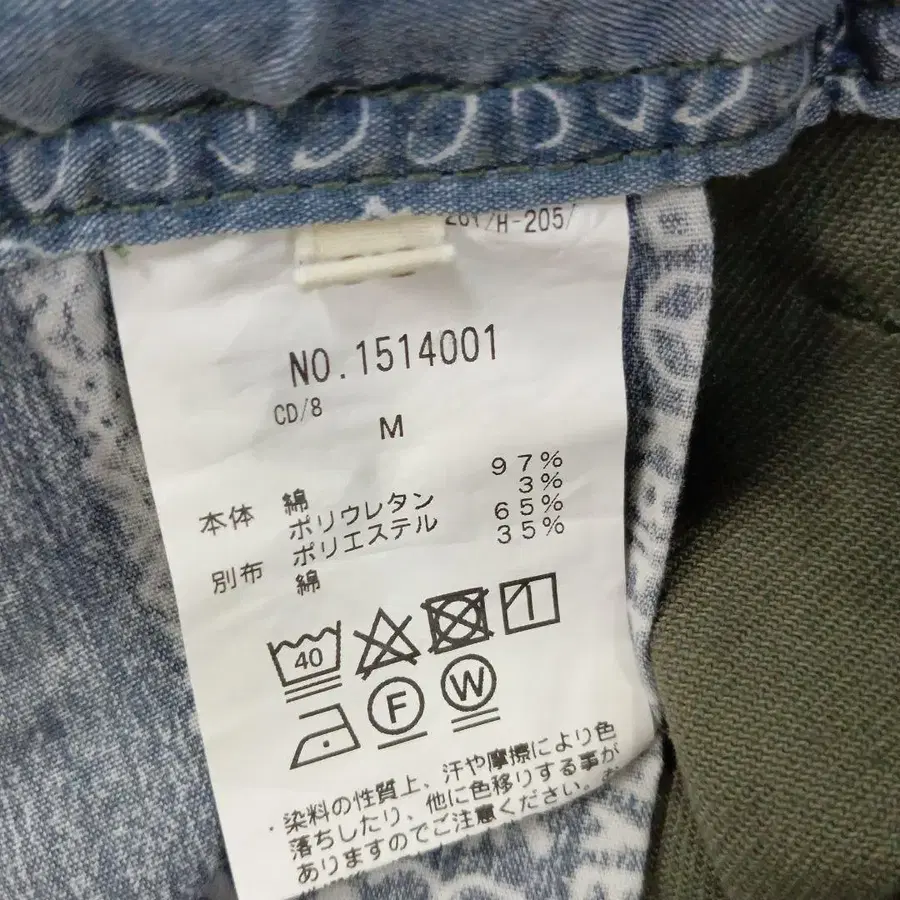 /H-205/
NO.1514001
CD/8
M
本体 綿 97%
ポリウレタン 3%
別布 ポリエステル 65%
綿 35%
40
F
W
・染料の性質上、汗や摩擦により色
落ちしたり、他に色移りする事が
ありますのでご注意ください。